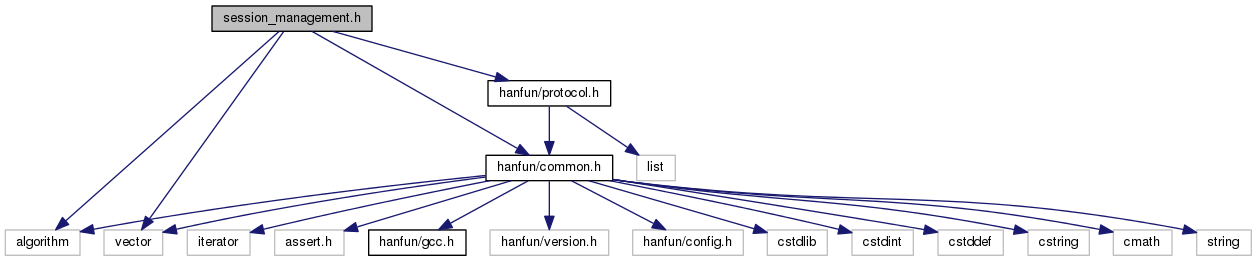 session_management.h
hanfun/protocol.h
hanfun/common.h
list
algorithm
vector
iterator
assert.h
hanfun/gcc.h
hanfun/version.h
hanfun/config.h
cstdlib
cstdint
cstddef
cstring
cmath
string